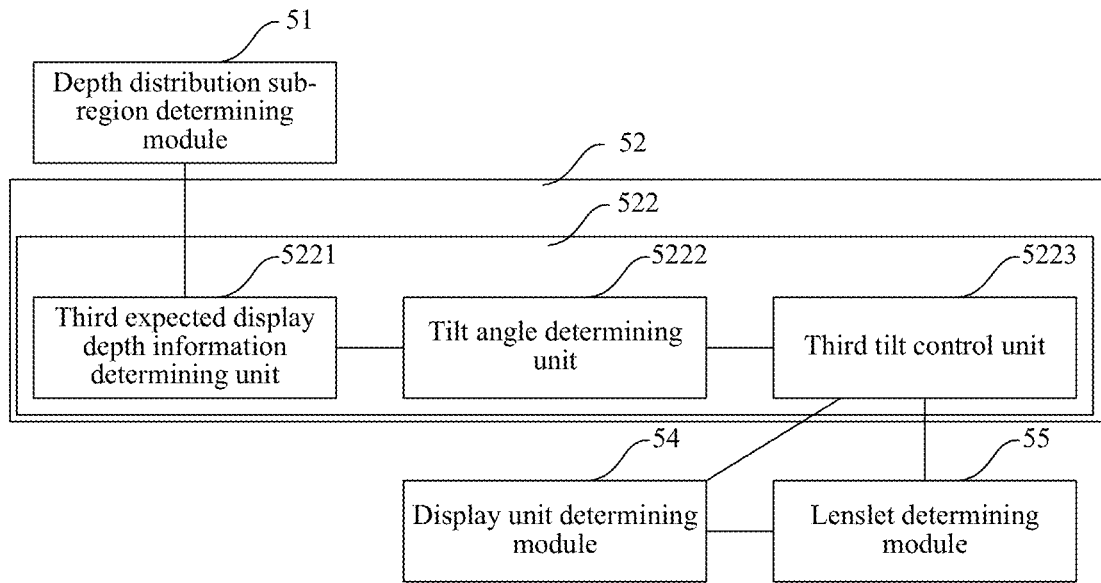 51
Depth distribution sub-
region determining
module
52
522
5221
5222
5223
Third expected display
depth information
determining unit
Tilt angle determining
unit
Third tilt control unit
54
55
Display unit determining
module
Lenslet determining
module